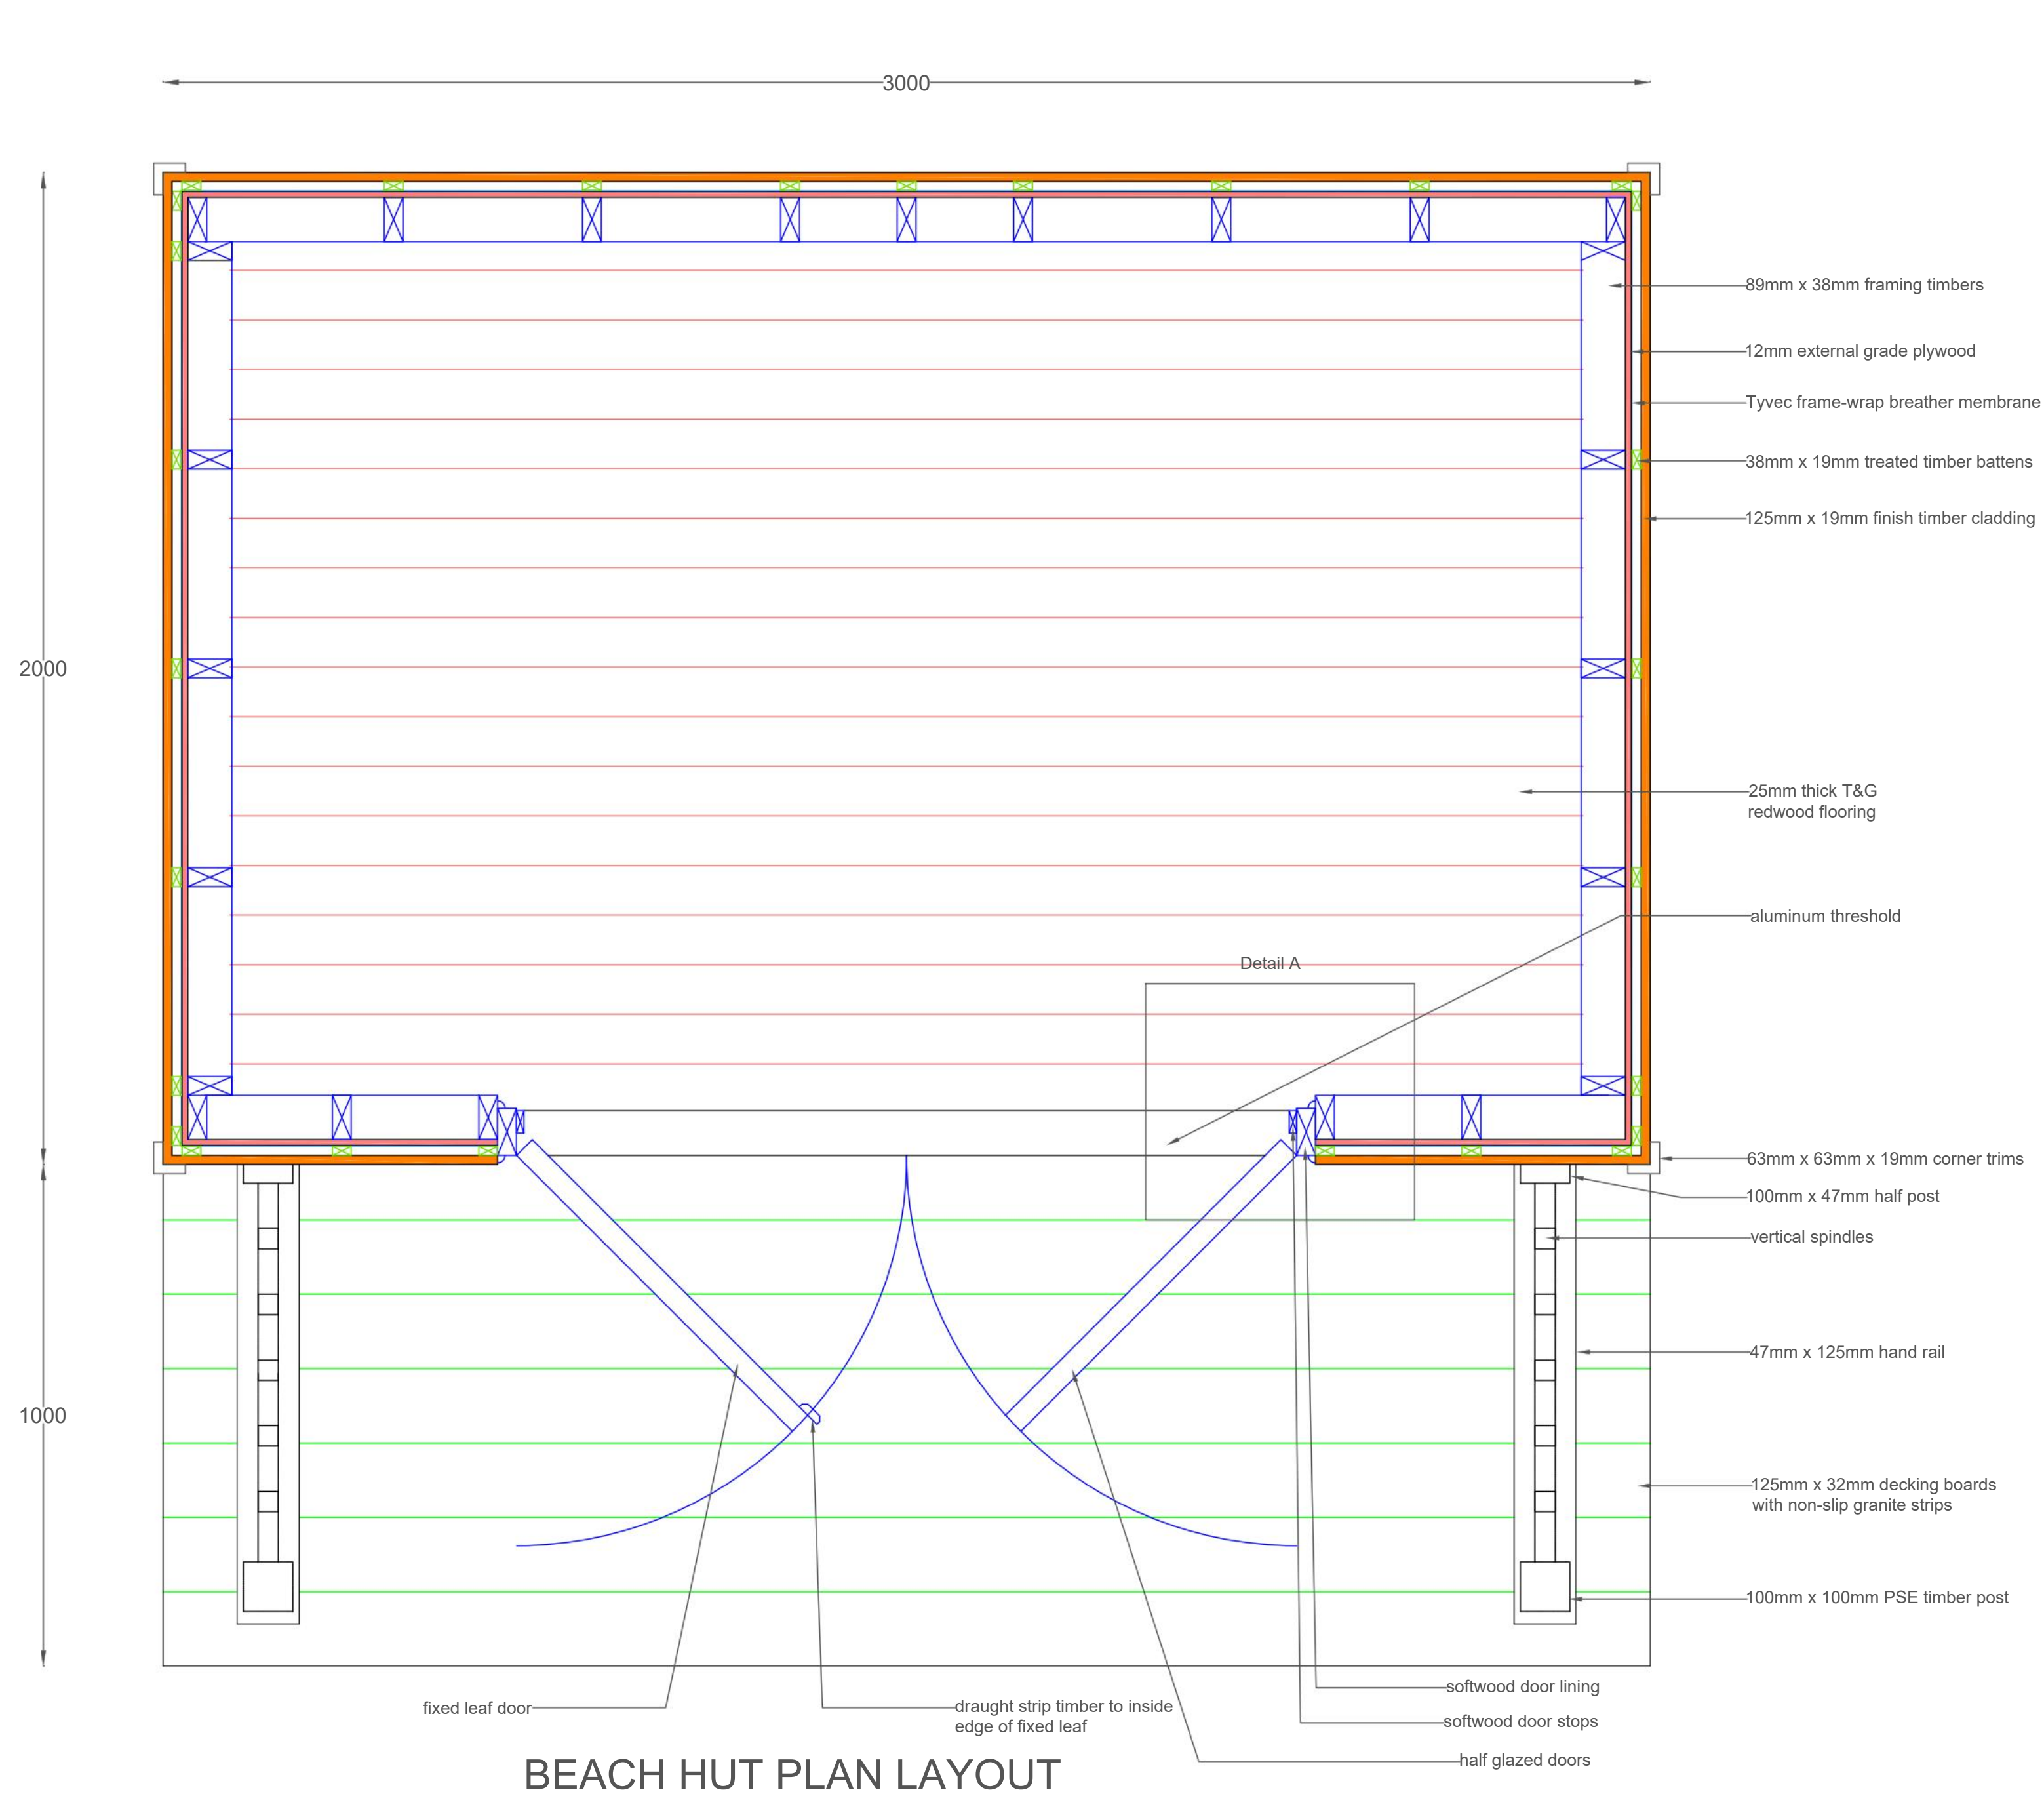 3000
89mm x 38mm framing timbers
12mm external grade plywood
Tyvec frame-wrap breather membrane
38mm x 19mm treated timber battens
125mm x 19mm finish timber cladding
2000
25mm thick T&G
redwood flooring
aluminum threshold
Detail A
63mm x 63mm x 19mm corner trims
100mm x 47mm half post
vertical spindles
47mm x 125mm hand rail
1000
125mm x 32mm decking boards
with non-slip granite strips
100mm x 100mm PSE timber post
softwood door lining
fixed leaf door
draught strip timber to inside
edge of fixed leaf
softwood door stops
half glazed doors
BEACH HUT PLAN LAYOUT